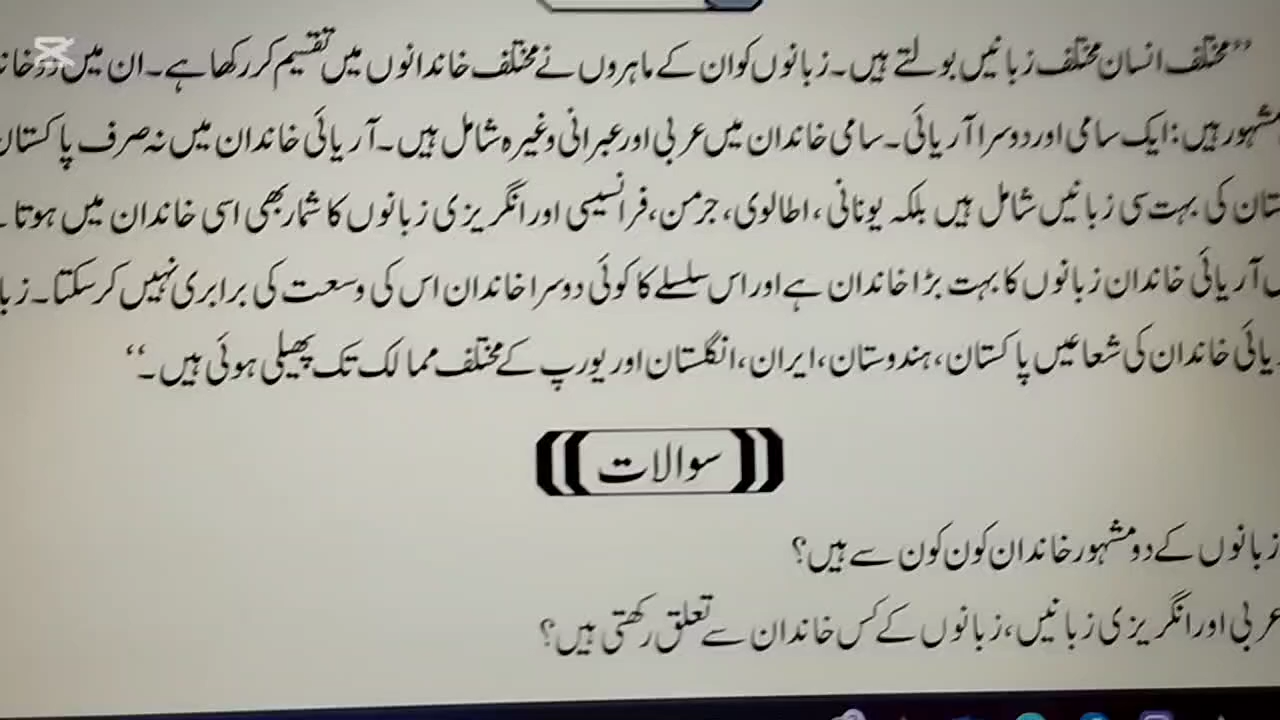 ”مختلف انسان مختلف زبانیں بولتے ہیں۔ زبانوں کو ان کے ماہروں نے مختلف خاندانوں میں تقسیم کر رکھا ہے۔ ان میں دو
مشہور ہیں: ایک سامی اور دوسرا آریائی۔ سامی خاندان میں عربی اور عبرانی وغیرہ شامل ہیں۔ آریائی خاندان میں نہ صرف پاکستان
کی بہت سی زبانیں شامل ہیں بلکہ یونانی، اطالوی، جرمن، فرانسیسی اور انگریزی زبانوں کا شمار بھی اسی خاندان میں ہوتا
آریائی خاندان زبانوں کا بہت بڑا خاندان ہے اور اس سلسلے کا کوئی دوسرا خاندان اس کی وسعت کی برابری نہیں کر سکتا۔
خاندان کی شعاعیں پاکستان، ہندوستان، ایران، انگلستان اور یورپ کے مختلف ممالک تک پھیلی ہوئی ہیں۔“
سوالات
زبانوں کے دو مشہور خاندان کون کون سے ہیں؟
عربی اور انگریزی زبانیں، زبانوں کے کس خاندان سے تعلق رکھتی ہیں؟